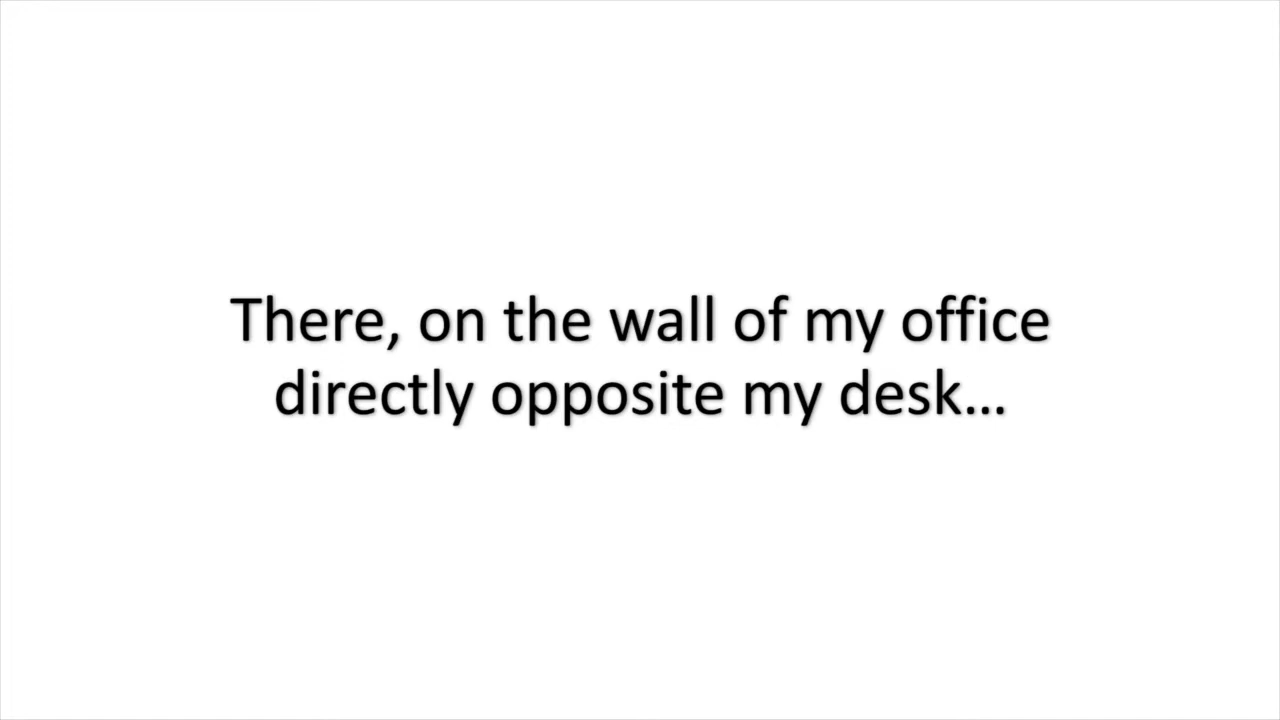 There, on the wall of my office
directly opposite my desk…